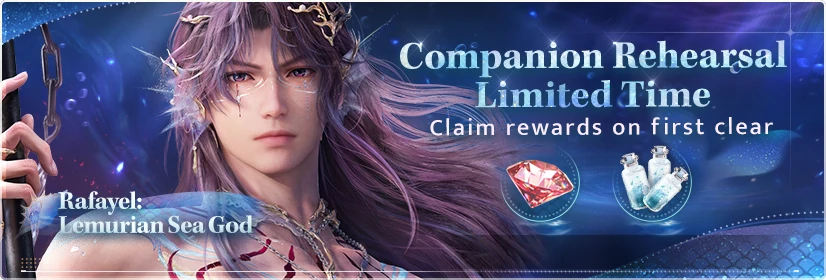 Companion Rehearsal
Limited Time
Claim rewards on first clear
Rafayel:
Lemurian Sea God